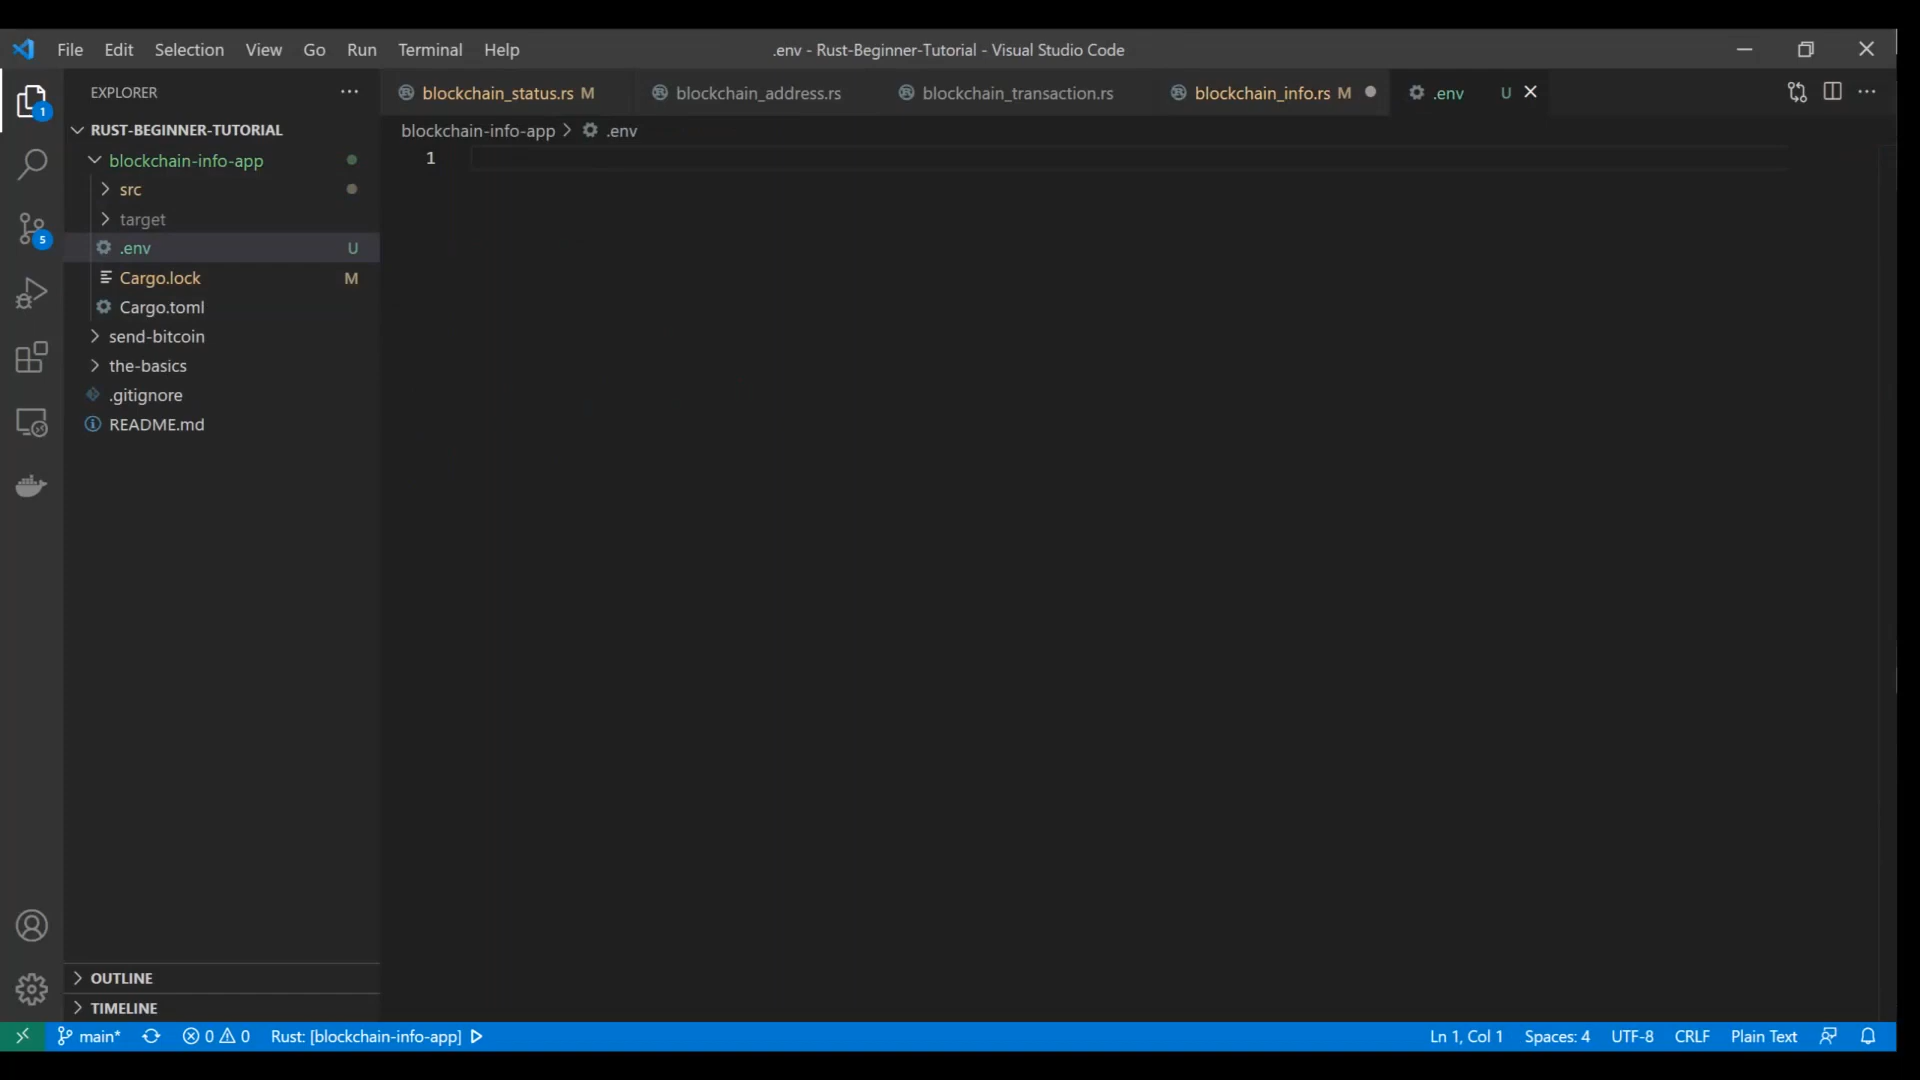 File Edit Selection View Go Run Terminal Help .env - Rust-Beginner-Tutorial - Visual Studio Code
EXPLORER ··· blockchain_status.rs M blockchain_address.rs blockchain_transaction.rs blockchain_info.rs M .env U
1 RUST-BEGINNER-TUTORIAL blockchain-info-app > .env
blockchain-info-app 1
src
target
5
.env U
Cargo.lock M
Cargo.toml
send-bitcoin
the-basics
.gitignore
README.md
OUTLINE
TIMELINE
main* 0 0 Rust: [blockchain-info-app] Ln 1, Col 1 Spaces: 4 UTF-8 CRLF Plain Text